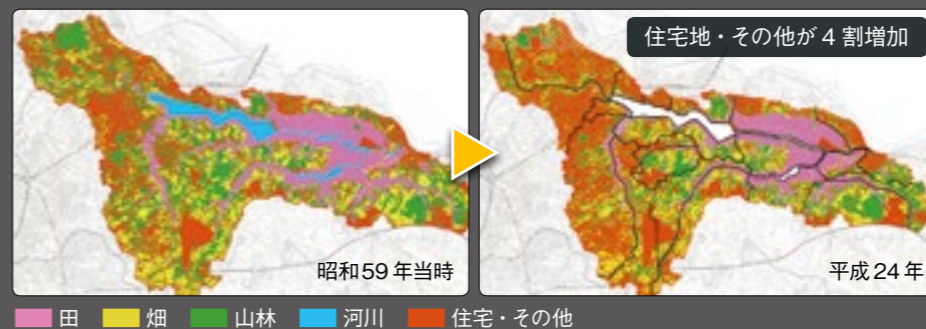 住宅地・その他が4割増加
昭和59年当時
平成24年
田 畑 山林 河川 住宅・その他